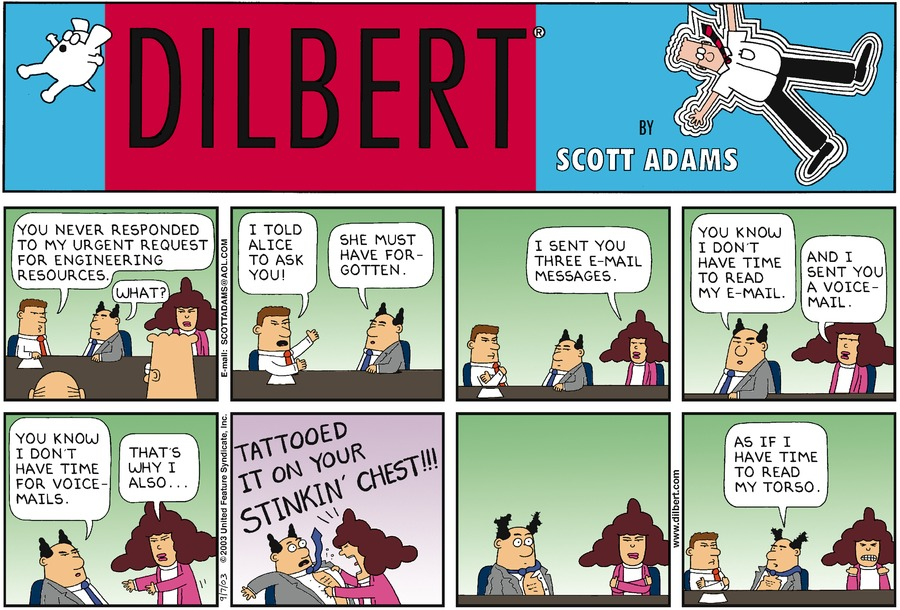 DILBERT®
BY
SCOTT ADAMS
YOU NEVER RESPONDED
TO MY URGENT REQUEST
FOR ENGINEERING
RESOURCES.
WHAT?
E-mail: SCOTTADAMS@AOL.COM
I TOLD
ALICE
TO ASK
YOU!
SHE MUST
HAVE FOR-
GOTTEN.
I SENT YOU
THREE E-MAIL
MESSAGES.
YOU KNOW
I DON'T
HAVE TIME
TO READ
MY E-MAIL.
AND I
SENT YOU
A VOICE-
MAIL.
YOU KNOW
I DON'T
HAVE TIME
FOR VOICE-
MAILS.
THAT'S
WHY I
ALSO...
9/7/03 © 2003 United Feature Syndicate, Inc.
TATTOOED
IT ON YOUR
STINKIN' CHEST!!!
www.dilbert.com
AS IF I
HAVE TIME
TO READ
MY TORSO.